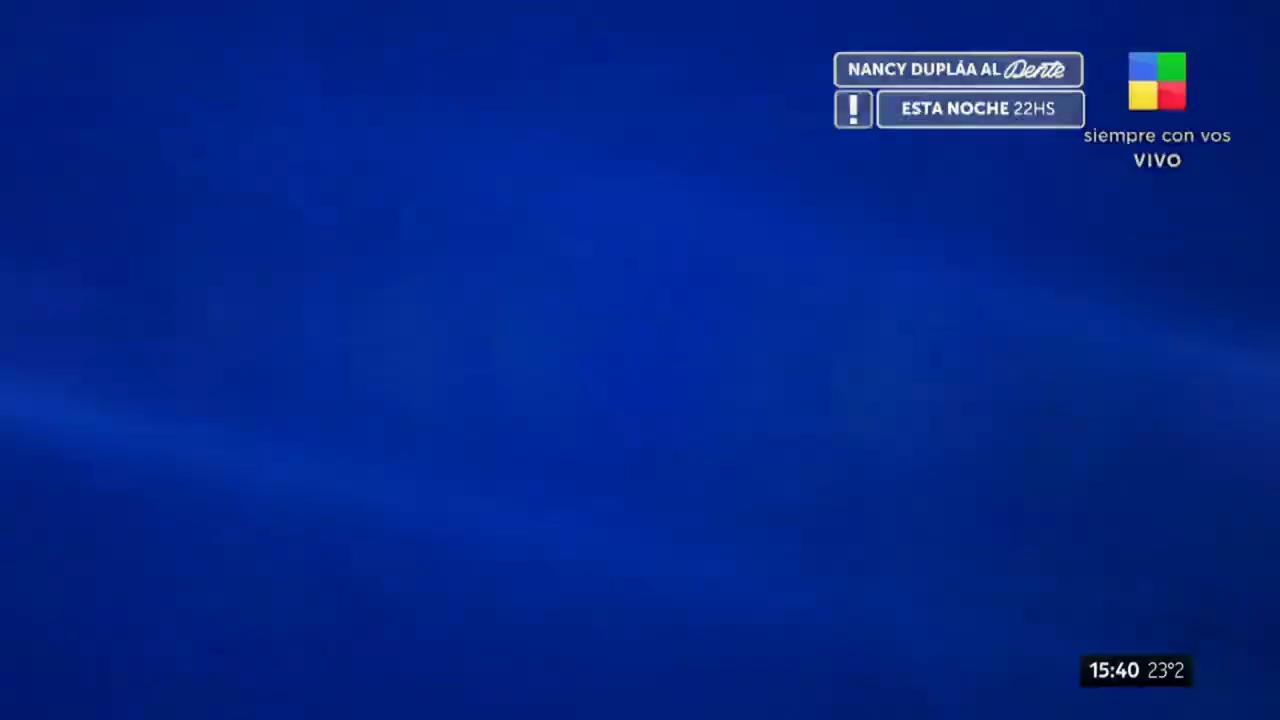 NANCY DUPLÁA AL Dente
! ESTA NOCHE 22HS
siempre con vos
VIVO
15:40 23°2